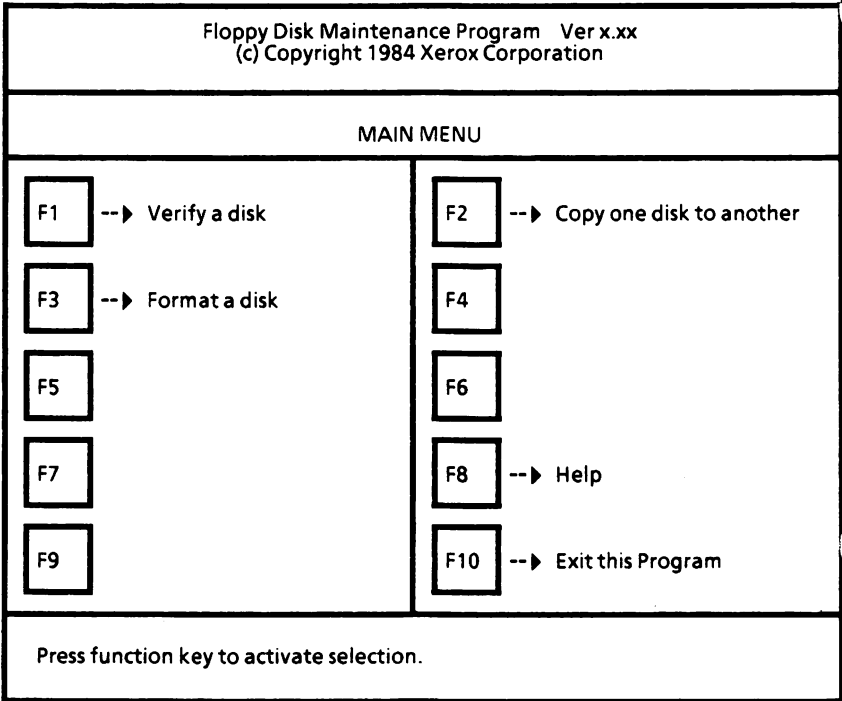 Floppy Disk Maintenance Program Ver x.xx
(c) Copyright 1984 Xerox Corporation
MAIN MENU
F1 --▶ Verify a disk
F2 --▶ Copy one disk to another
F3 --▶ Format a disk
F4
F5
F6
F7
F8 --▶ Help
F9
F10 --▶ Exit this Program
Press function key to activate selection.